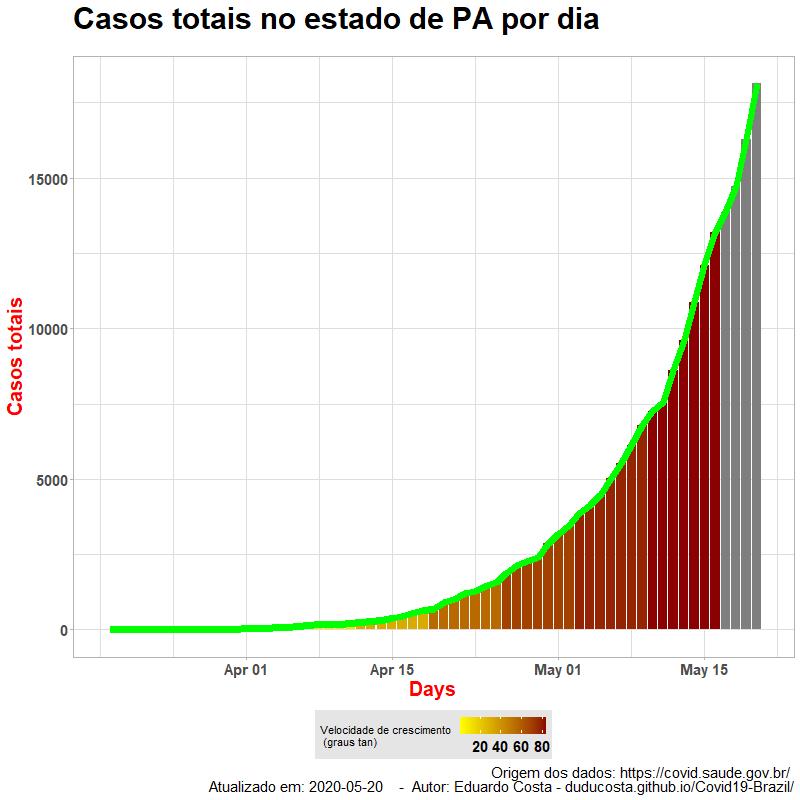 Casos totais no estado de PA por dia
Casos totais
15000
10000
5000
0
Apr 01
Apr 15
May 01
May 15
Days
Velocidade de crescimento
(graus tan)
20 40 60 80
Origem dos dados: https://covid.saude.gov.br/
Atualizado em: 2020-05-20 - Autor: Eduardo Costa - duducosta.github.io/Covid19-Brazil/